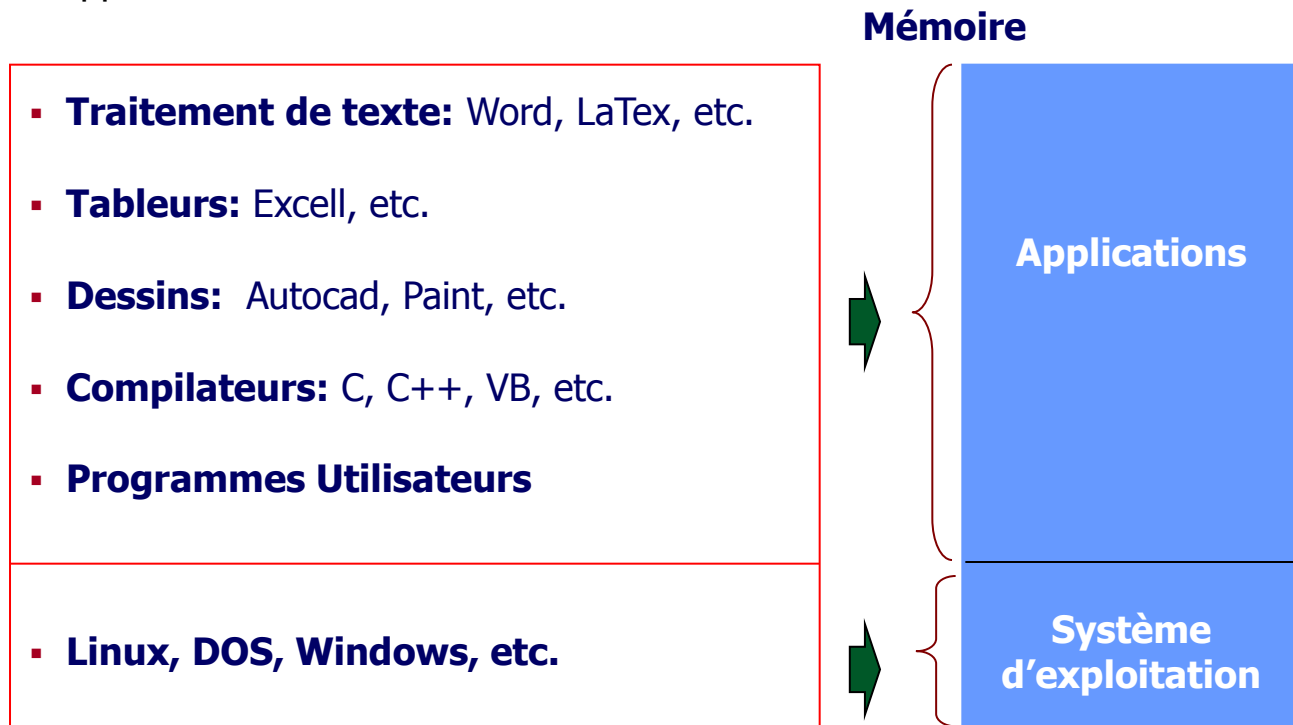 Mémoire
▪ Traitement de texte: Word, LaTex, etc.
▪ Tableurs: Excell, etc.
▪ Dessins: Autocad, Paint, etc.
▪ Compilateurs: C, C++, VB, etc.
▪ Programmes Utilisateurs
Applications
▪ Linux, DOS, Windows, etc.
Système
d’exploitation